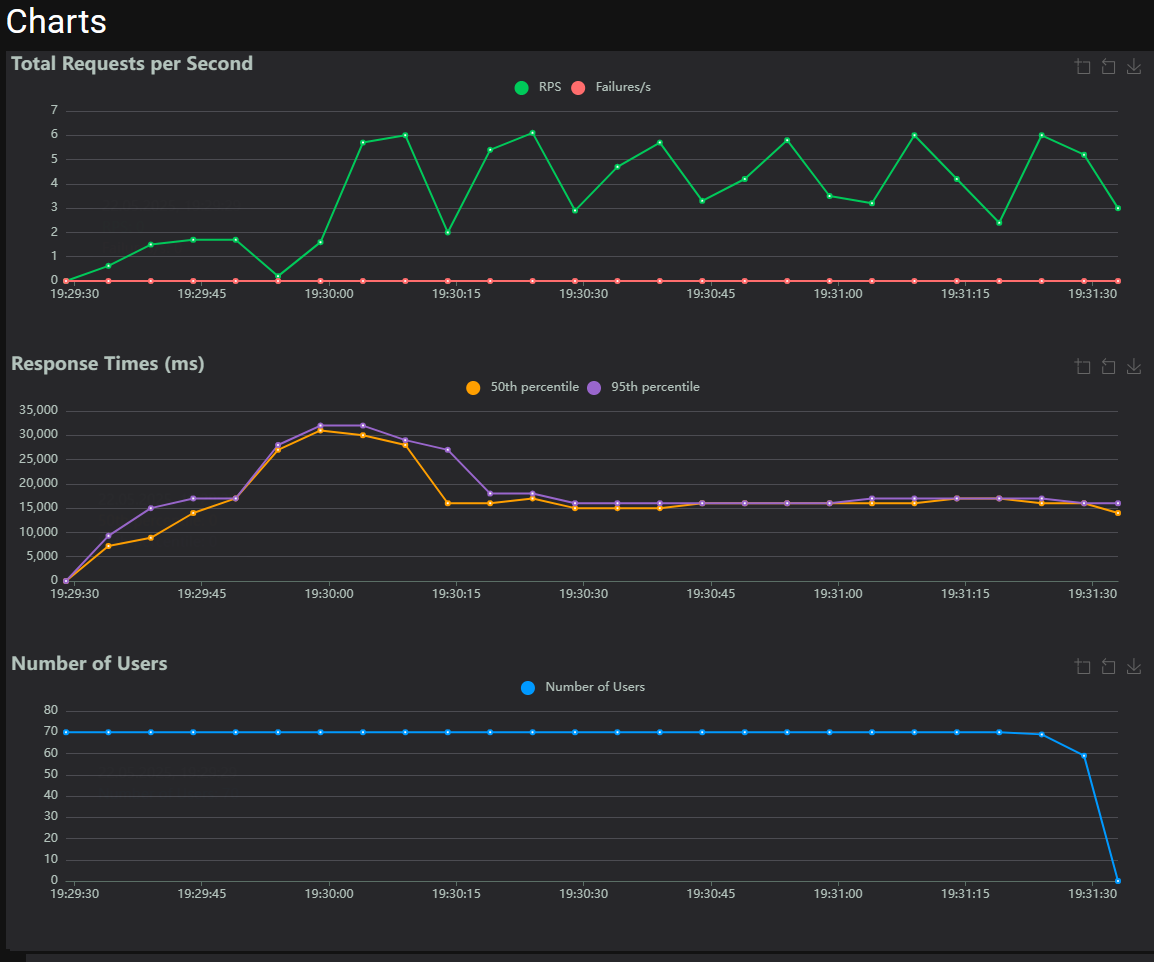 Charts
Total Requests per Second
RPS Failures/s
7
6
5
4
3
2
1
0
19:29:30 19:29:45 19:30:00 19:30:15 19:30:30 19:30:45 19:31:00 19:31:15 19:31:30
Response Times (ms)
50th percentile 95th percentile
35,000
30,000
25,000
20,000
15,000
10,000
5,000
0
19:29:30 19:29:45 19:30:00 19:30:15 19:30:30 19:30:45 19:31:00 19:31:15 19:31:30
Number of Users
Number of Users
80
70
60
50
40
30
20
10
0
19:29:30 19:29:45 19:30:00 19:30:15 19:30:30 19:30:45 19:31:00 19:31:15 19:31:30